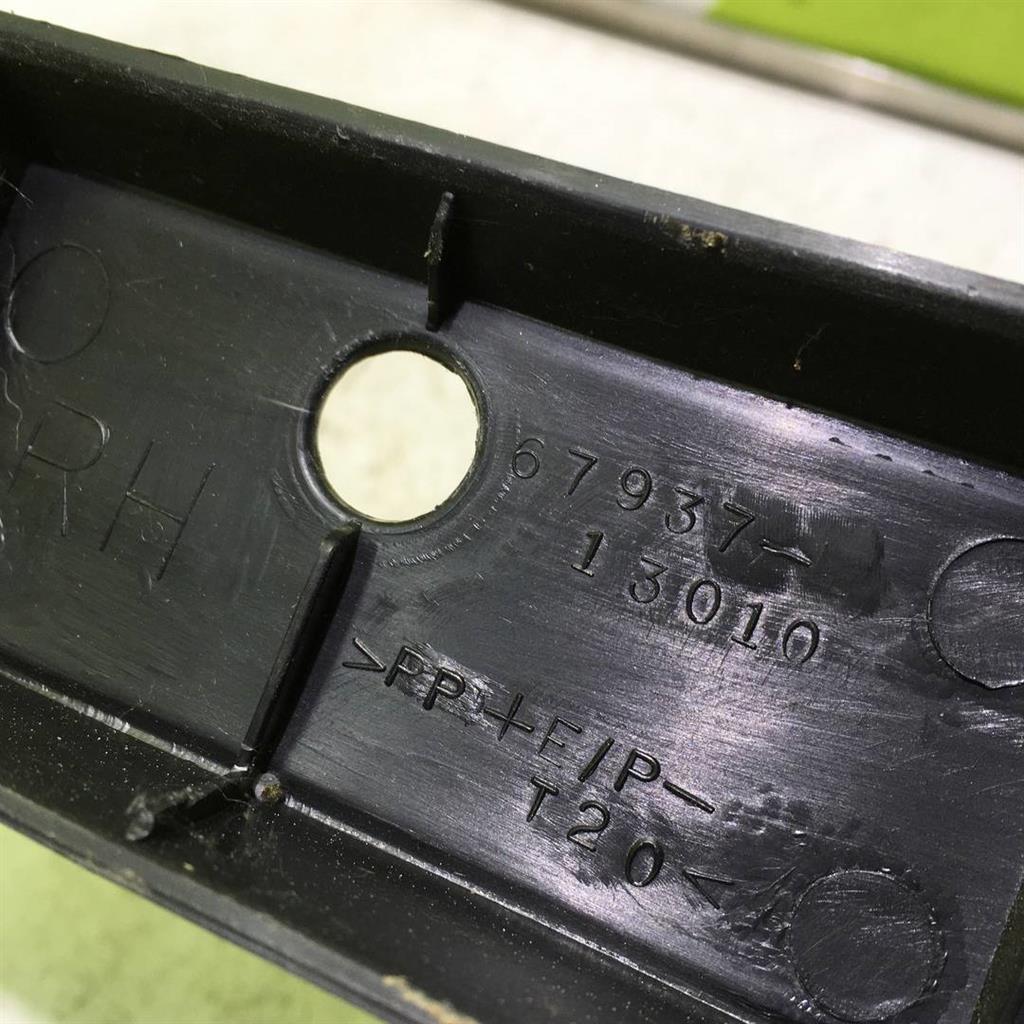 RH
67937-
13010
>PP+E/P-
T20<